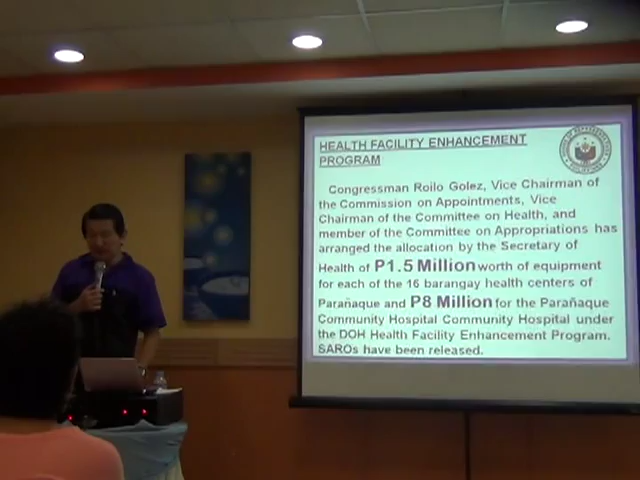 HEALTH FACILITY ENHANCEMENT
PROGRAM
Congressman Roilo Golez, Vice Chairman of
the Commission on Appointments, Vice
Chairman of the Committee on Health, and
member of the Committee on Appropriations has
arranged the allocation by the Secretary of
Health of P1.5 Million worth of equipment
for each of the 16 barangay health centers of
Parañaque and P8 Million for the Parañaque
Community Hospital Community Hospital under
the DOH Health Facility Enhancement Program.
SAROs have been released.